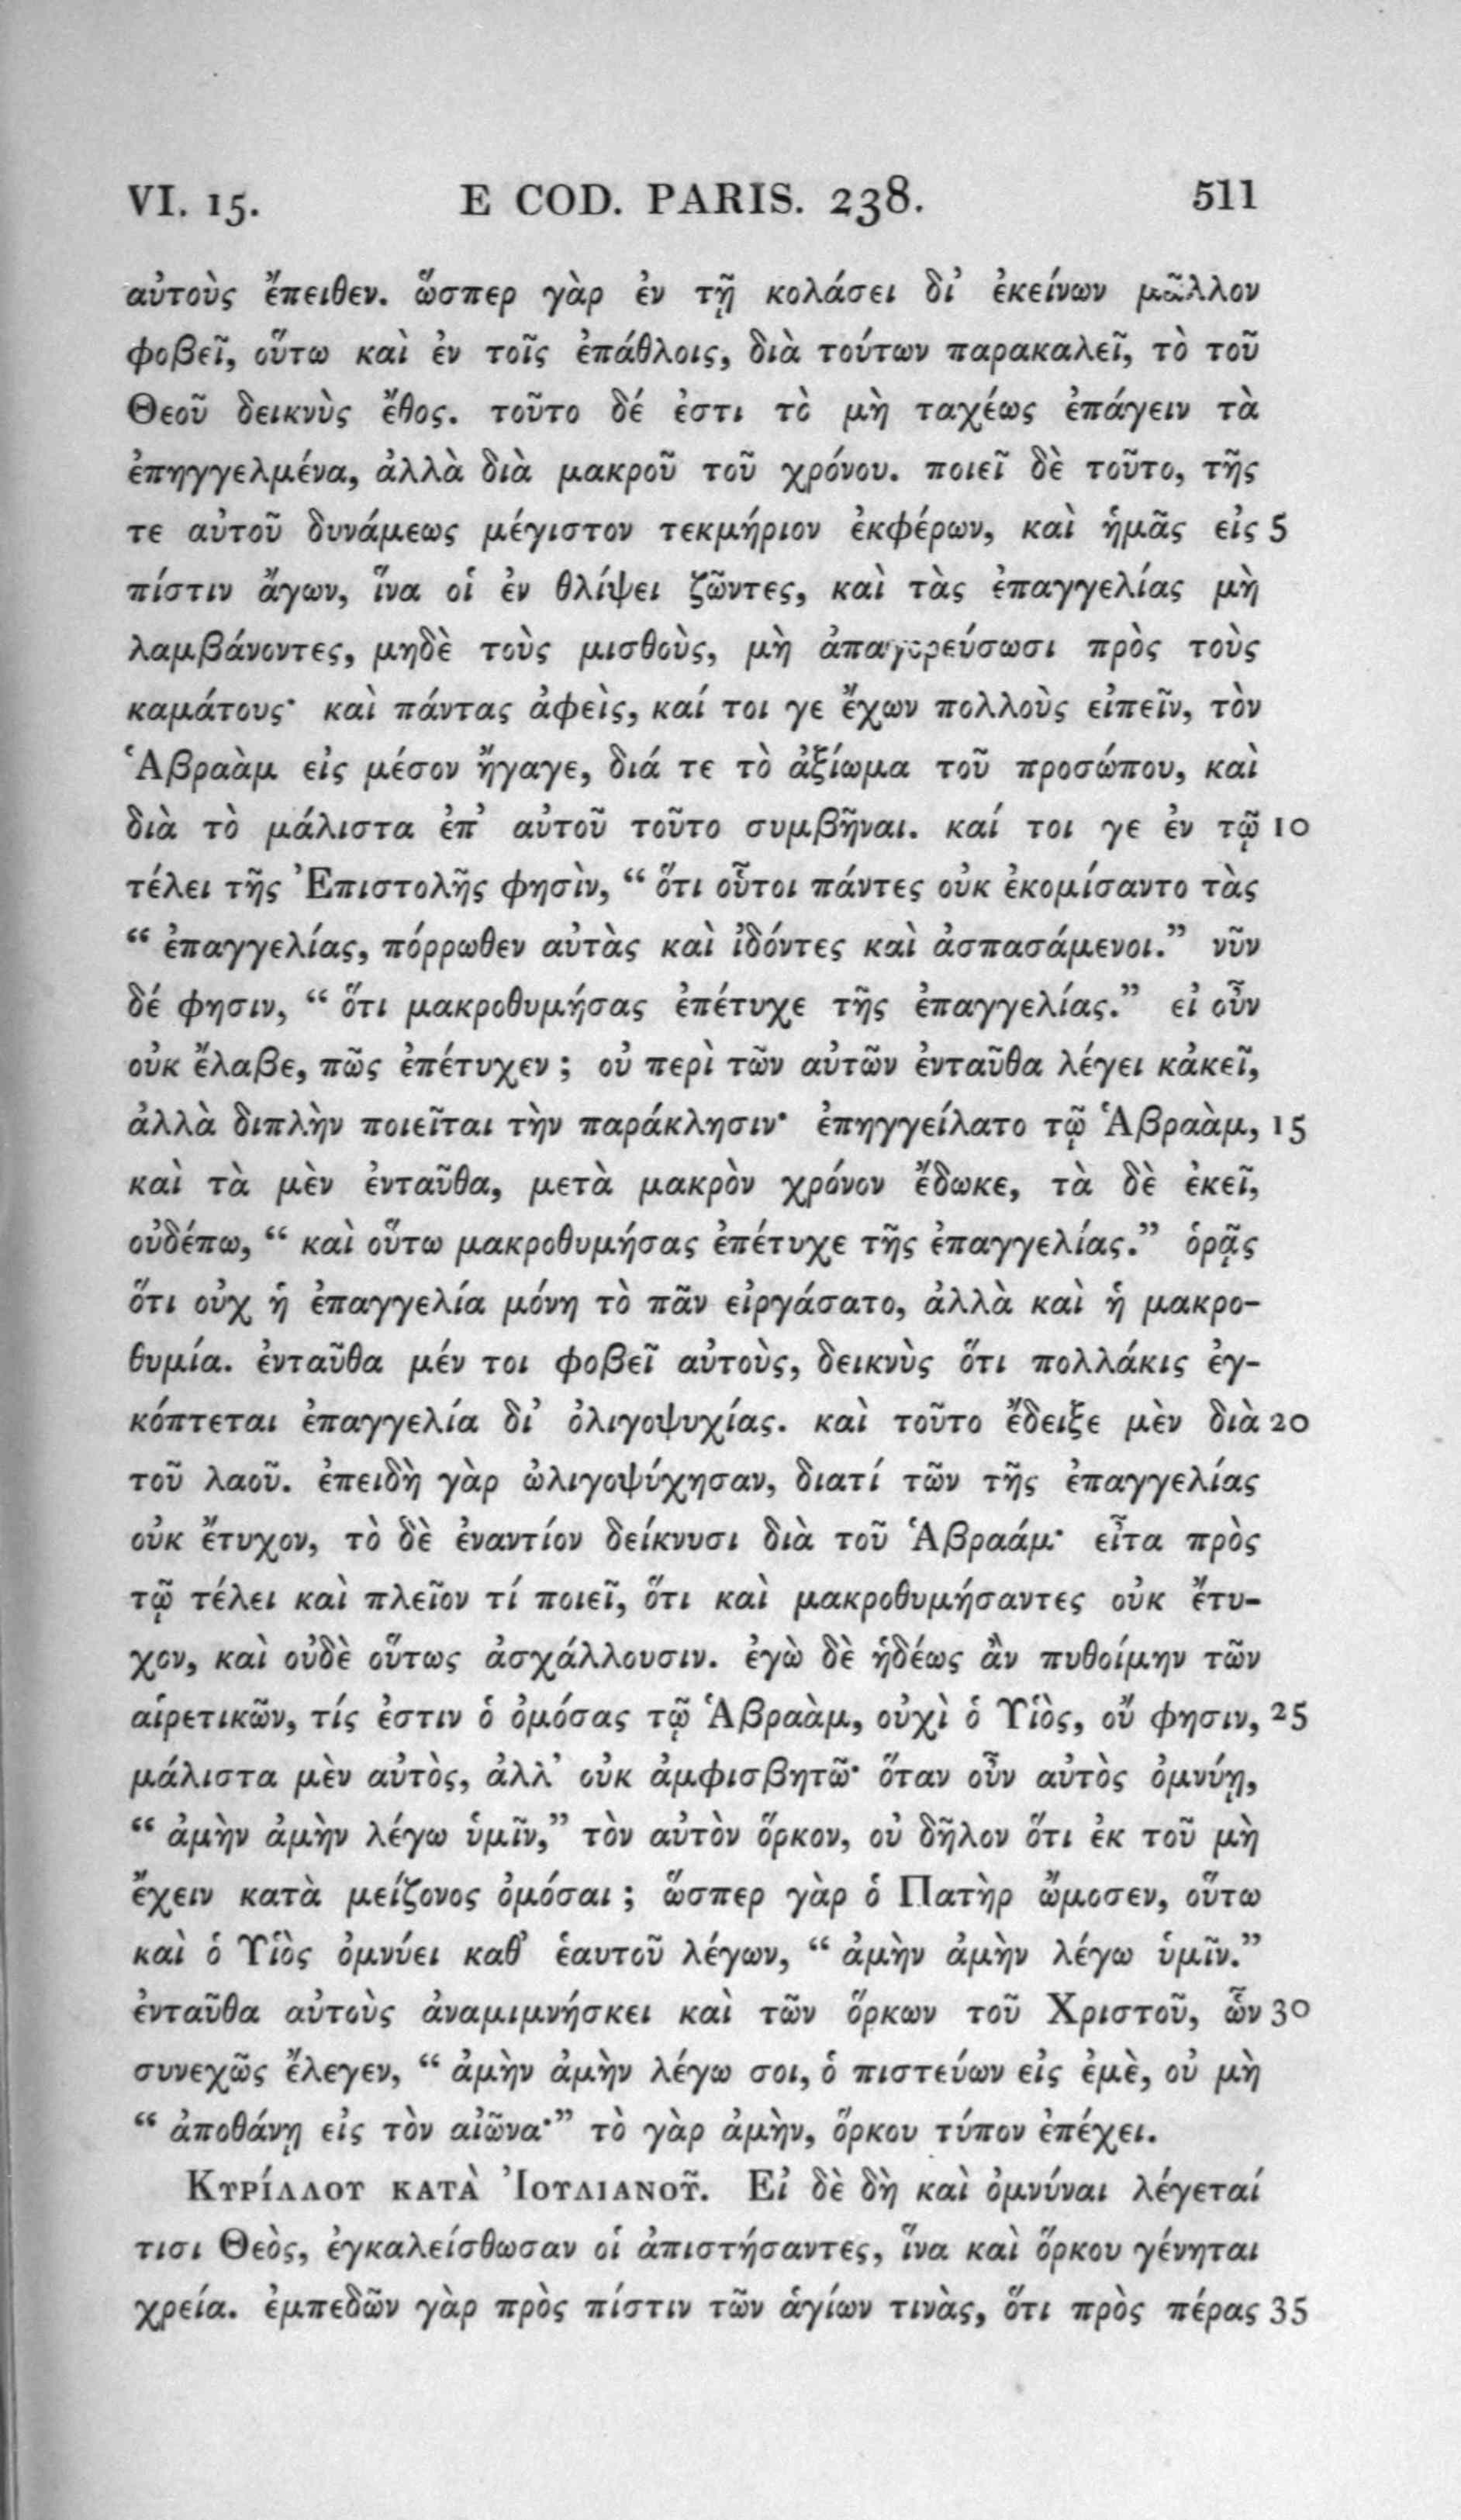 VI. 15. E COD. PARIS. 238. 511
αὐτοὺς ἔπειθεν. ὥσπερ γὰρ ἐν τῇ κολάσει δι’ ἐκείνων μᾶλλον
φοβεῖ, οὕτω καὶ ἐν τοῖς ἐπάθλοις, διὰ τούτων παρακαλεῖ, τὸ τοῦ
Θεοῦ δεικνὺς ἔθος. τοῦτο δέ ἐστι τὸ μὴ ταχέως ἐπάγειν τὰ
ἐπηγγελμένα, ἀλλὰ διὰ μακροῦ τοῦ χρόνου. ποιεῖ δὲ τοῦτο, τῆς
τε αὐτοῦ δυνάμεως μέγιστον τεκμήριον ἐκφέρων, καὶ ἡμᾶς εἰς 5
πίστιν ἄγων, ἵνα οἱ ἐν θλίψει ζῶντες, καὶ τὰς ἐπαγγελίας μὴ
λαμβάνοντες, μηδὲ τοὺς μισθοὺς, μὴ ἀπαγορεύσωσι πρὸς τοὺς
καμάτους· καὶ πάντας ἀφεὶς, καί τοι γε ἔχων πολλοὺς εἰπεῖν, τὸν
Ἁβραὰμ εἰς μέσον ἤγαγε, διά τε τὸ ἀξίωμα τοῦ προσώπου, καὶ
διὰ τὸ μάλιστα ἐπ’ αὐτοῦ τοῦτο συμβῆναι. καί τοι γε ἐν τῷ 10
τέλει τῆς Ἐπιστολῆς φησὶν, “ ὅτι οὗτοι πάντες οὐκ ἐκομίσαντο τὰς
“ ἐπαγγελίας, πόρρωθεν αὐτὰς καὶ ἰδόντες καὶ ἀσπασάμενοι.” νῦν
δέ φησιν, “ ὅτι μακροθυμήσας ἐπέτυχε τῆς ἐπαγγελίας.” εἰ οὖν
οὐκ ἔλαβε, πῶς ἐπέτυχεν ; οὐ περὶ τῶν αὐτῶν ἐνταῦθα λέγει κἀκεῖ,
ἀλλὰ διπλὴν ποιεῖται τὴν παράκλησιν· ἐπηγγείλατο τῷ Ἁβραὰμ, 15
καὶ τὰ μὲν ἐνταῦθα, μετὰ μακρὸν χρόνον ἔδωκε, τὰ δὲ ἐκεῖ,
οὐδέπω, “ καὶ οὕτω μακροθυμήσας ἐπέτυχε τῆς ἐπαγγελίας.” ὁρᾷς
ὅτι οὐχ ἡ ἐπαγγελία μόνη τὸ πᾶν εἰργάσατο, ἀλλὰ καὶ ἡ μακρο-
θυμία. ἐνταῦθα μέν τοι φοβεῖ αὐτοὺς, δεικνὺς ὅτι πολλάκις ἐγ-
κόπτεται ἐπαγγελία δι’ ὀλιγοψυχίας. καὶ τοῦτο ἔδειξε μὲν διὰ 20
τοῦ λαοῦ. ἐπειδὴ γὰρ ὠλιγοψύχησαν, διατί τῶν τῆς ἐπαγγελίας
οὐκ ἔτυχον, τὸ δὲ ἐναντίον δείκνυσι διὰ τοῦ Ἁβραάμ· εἶτα πρὸς
τῷ τέλει καὶ πλεῖον τί ποιεῖ, ὅτι καὶ μακροθυμήσαντες οὐκ ἔτυ-
χον, καὶ οὐδὲ οὕτως ἀσχάλλουσιν. ἐγὼ δὲ ἡδέως ἂν πυθοίμην τῶν
αἱρετικῶν, τίς ἐστιν ὁ ὀμόσας τῷ Ἁβραὰμ, οὐχὶ ὁ Υἱὸς, οὔ φησιν, 25
μάλιστα μὲν αὐτὸς, ἀλλ’ οὐκ ἀμφισβητῶ· ὅταν οὖν αὐτὸς ὀμνύῃ,
“ ἀμὴν ἀμὴν λέγω ὑμῖν,” τὸν αὐτὸν ὅρκον, οὐ δῆλον ὅτι ἐκ τοῦ μὴ
ἔχειν κατὰ μείζονος ὀμόσαι ; ὥσπερ γὰρ ὁ Πατὴρ ὤμοσεν, οὕτω
καὶ ὁ Υἱὸς ὀμνύει καθ’ ἑαυτοῦ λέγων, “ ἀμὴν ἀμὴν λέγω ὑμῖν.”
ἐνταῦθα αὐτοὺς ἀναμιμνήσκει καὶ τῶν ὅρκων τοῦ Χριστοῦ, ὧν 30
συνεχῶς ἔλεγεν, “ ἀμὴν ἀμὴν λέγω σοι, ὁ πιστεύων εἰς ἐμὲ, οὐ μὴ
“ ἀποθάνῃ εἰς τὸν αἰῶνα·” τὸ γὰρ ἀμὴν, ὅρκου τύπον ἐπέχει.
ΚΥΡΊΛΛΟΥ ΚΑΤᾺ ἸΟΥΛΙΑΝΟῦ. Εἰ δὲ δὴ καὶ ὀμνύναι λέγεταί
τισι Θεὸς, ἐγκαλείσθωσαν οἱ ἀπιστήσαντες, ἵνα καὶ ὅρκου γένηται
χρεία. ἐμπεδῶν γὰρ πρὸς πίστιν τῶν ἁγίων τινὰς, ὅτι πρὸς πέρας 35